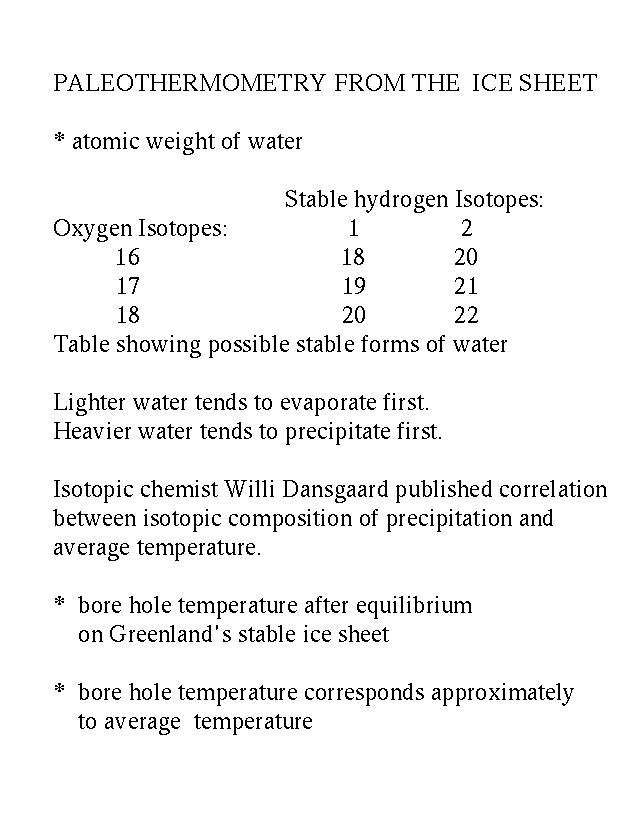 PALEOTHERMOMETRY FROM THE ICE SHEET
* atomic weight of water
Stable hydrogen Isotopes:
Oxygen Isotopes: 1 2
16 18 20
17 19 21
18 20 22
Table showing possible stable forms of water
Lighter water tends to evaporate first.
Heavier water tends to precipitate first.
Isotopic chemist Willi Dansgaard published correlation
between isotopic composition of precipitation and
average temperature.
* bore hole temperature after equilibrium
on Greenland's stable ice sheet
* bore hole temperature corresponds approximately
to average temperature